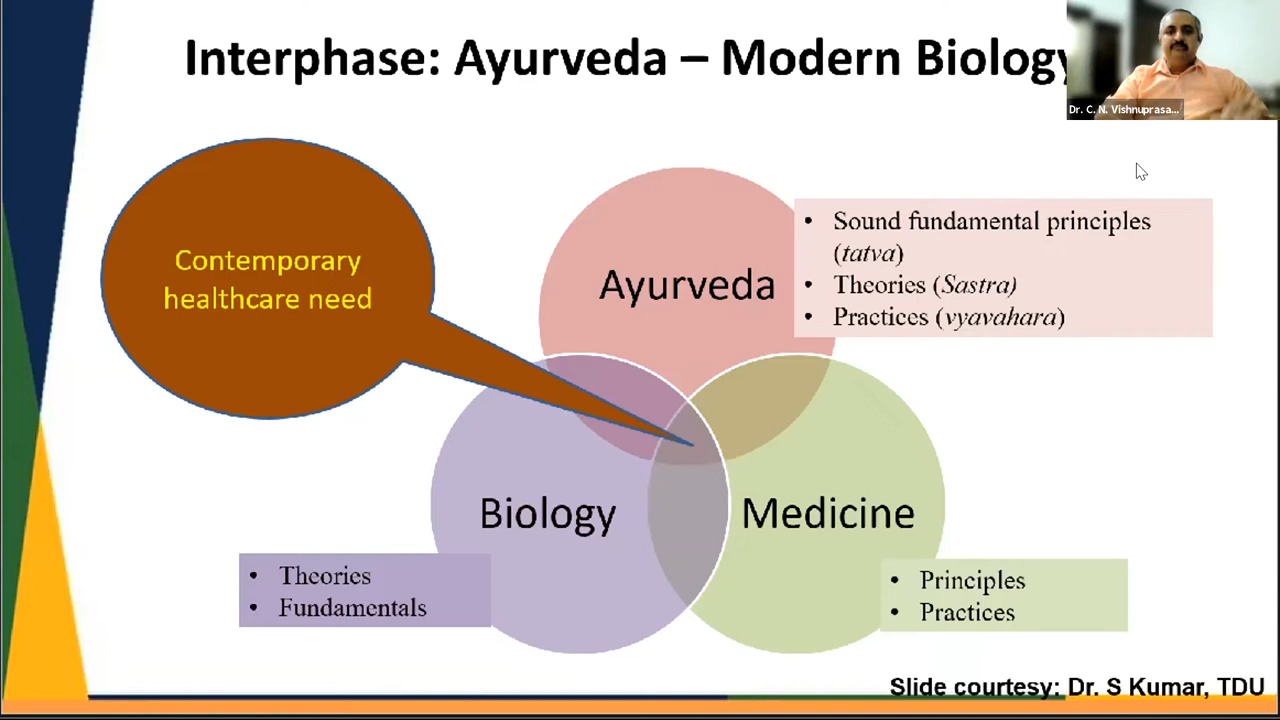 Interphase: Ayurveda – Modern Biology
Dr. C. N. Vishnuprasa...
Contemporary
healthcare need
Ayurveda
• Sound fundamental principles
(tatva)
• Theories (Sastra)
• Practices (vyavahara)
Biology
Medicine
• Theories
• Fundamentals
• Principles
• Practices
Slide courtesy: Dr. S Kumar, TDU